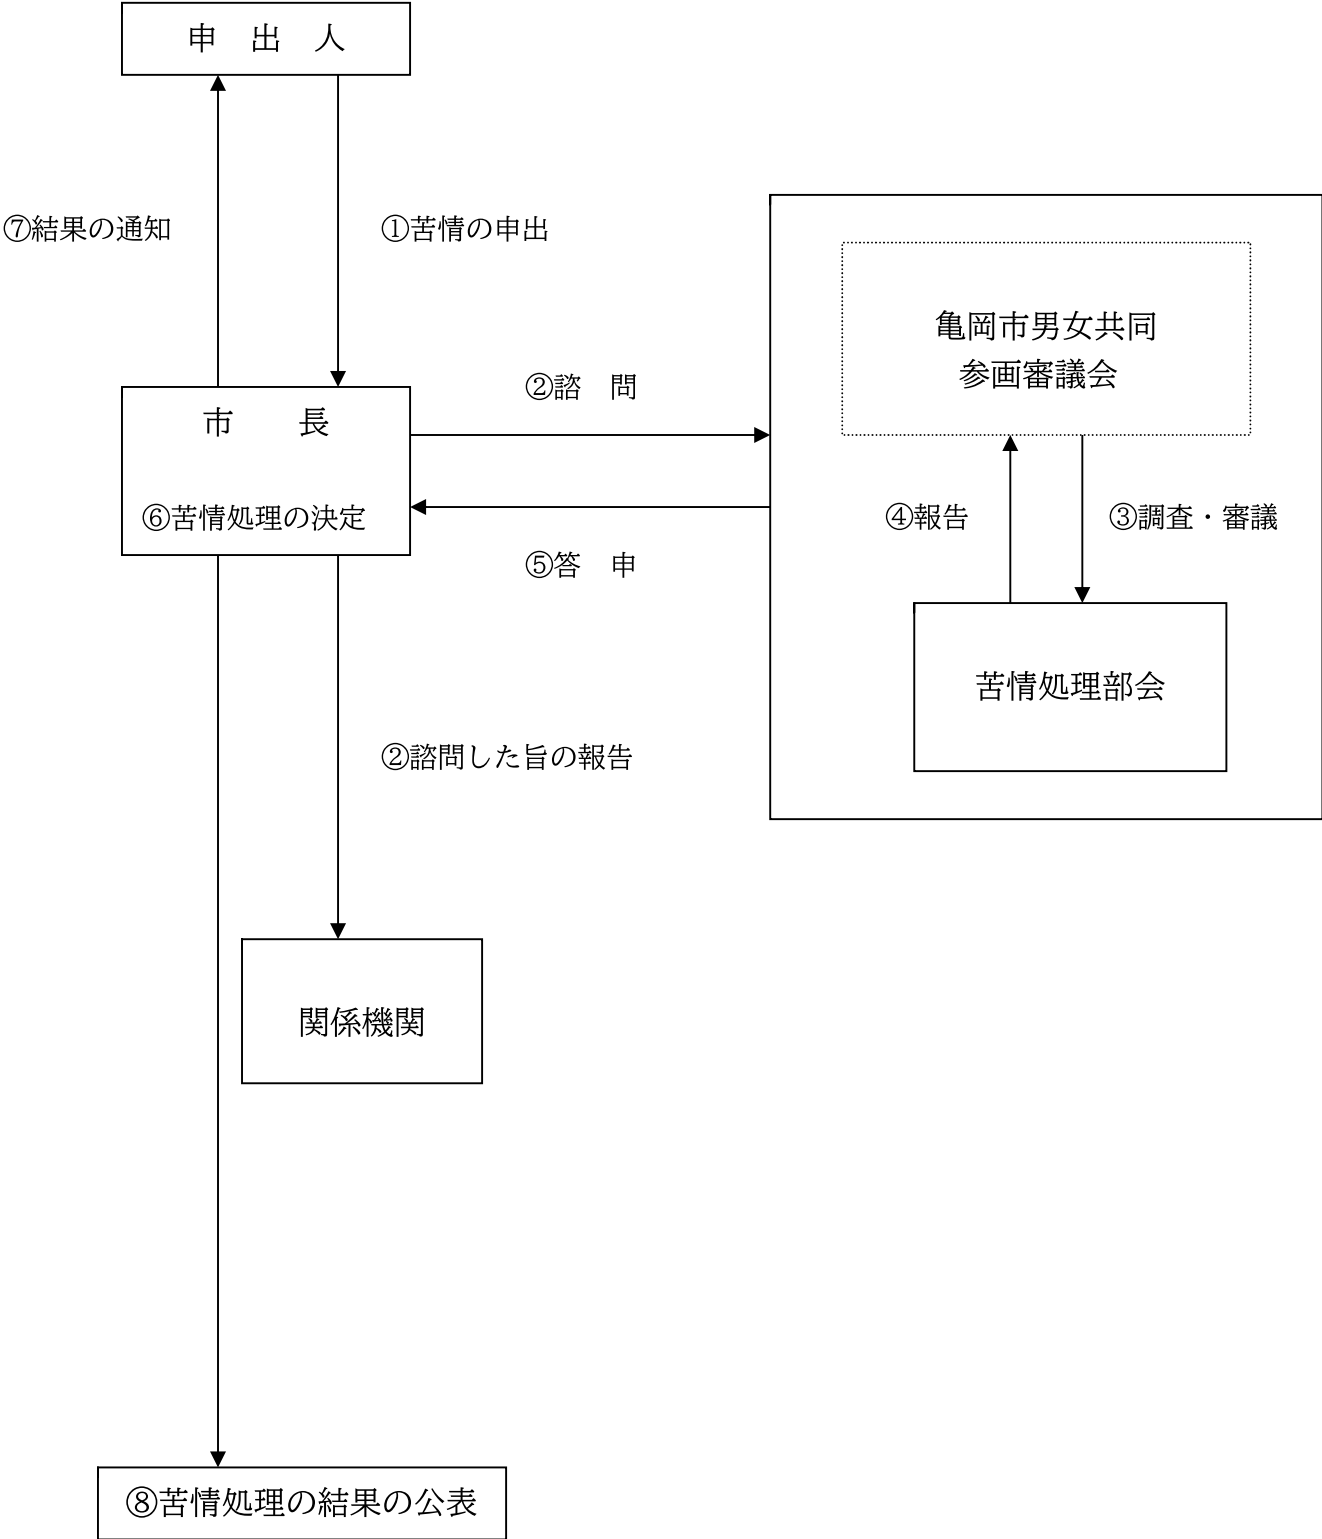 申　出　人
⑦結果の通知
①苦情の申出
亀岡市男女共同
参画審議会
②諮　問
市　　長
⑥苦情処理の決定
④報告
③調査・審議
⑤答　申
苦情処理部会
②諮問した旨の報告
関係機関
⑧苦情処理の結果の公表